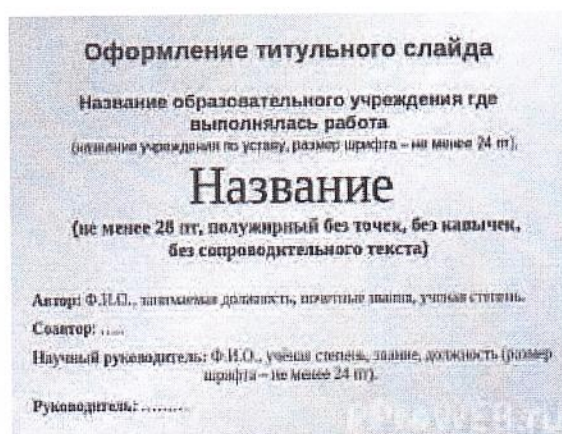 Оформление титульного слайда
Название образовательного учреждения где
выполнялась работа
(название учреждения по уставу, размер шрифта – не менее 24 пт).
Название
(не менее 28 пт, полужирный без точек, без кавычек,
без сопроводительного текста)
Автор: Ф.И.О., занимаемая должность, почетные звания, ученая степень.
Соавтор: .....
Научный руководитель: Ф.И.О., учёная степень, звание, должность (размер
шрифта – не менее 24 пт).
Руководитель: .........